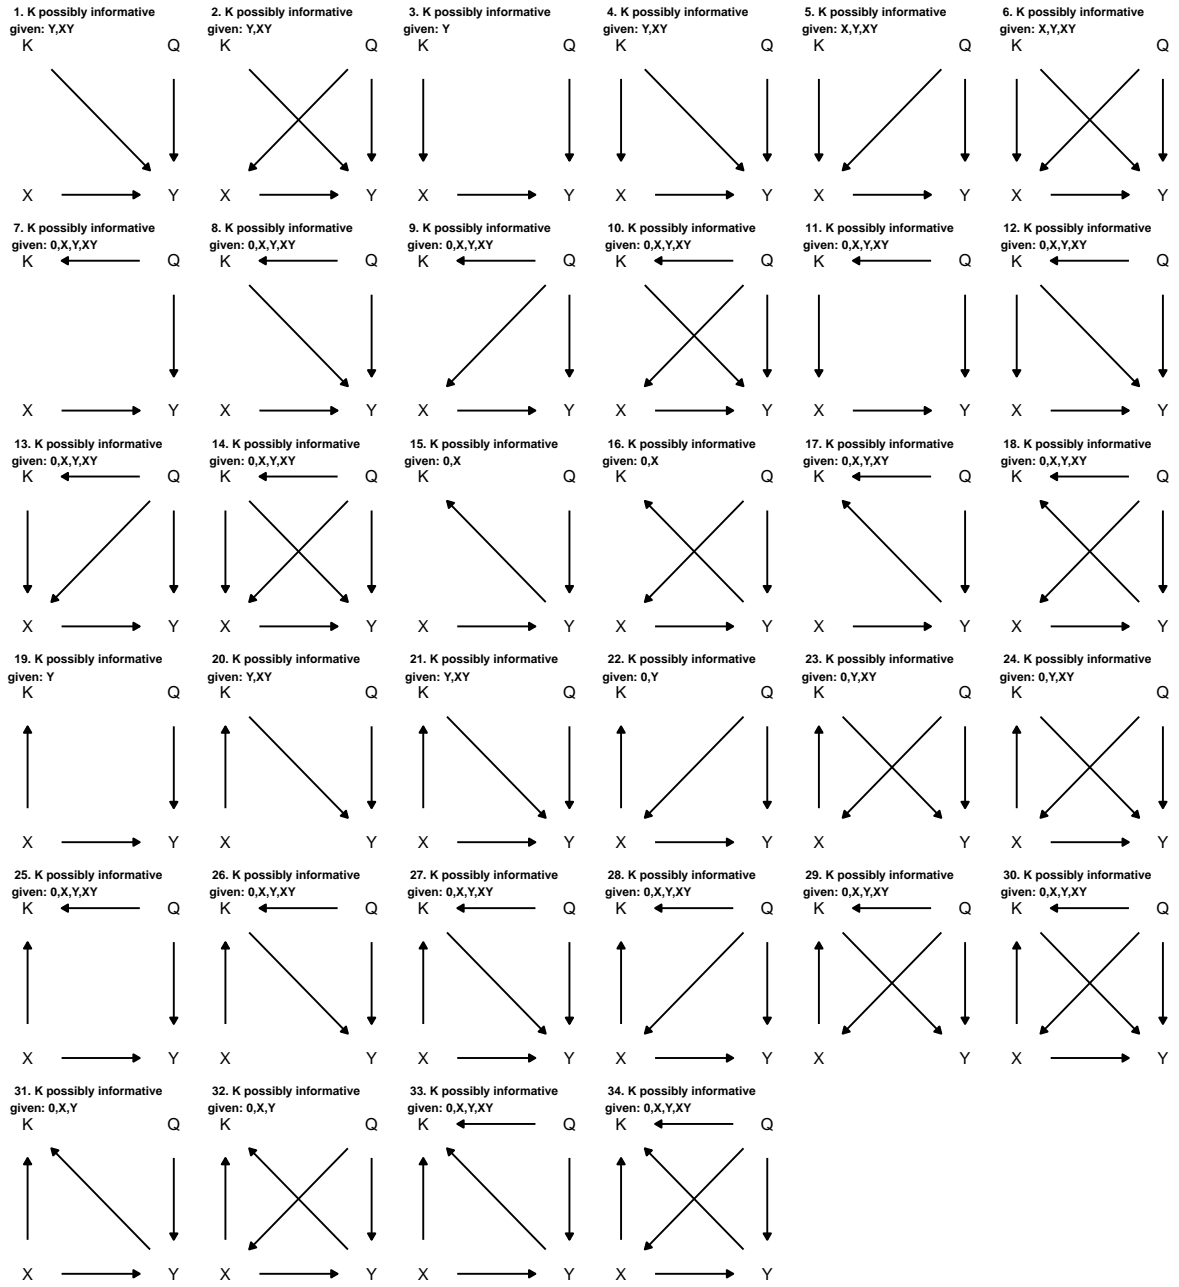 1. K possibly informative
given: Y,XY
K Q
X Y
2. K possibly informative
given: Y,XY
K Q
X Y
3. K possibly informative
given: Y
K Q
X Y
4. K possibly informative
given: Y,XY
K Q
X Y
5. K possibly informative
given: X,Y,XY
K Q
X Y
6. K possibly informative
given: X,Y,XY
K Q
X Y
7. K possibly informative
given: 0,X,Y,XY
K Q
X Y
8. K possibly informative
given: 0,X,Y,XY
K Q
X Y
9. K possibly informative
given: 0,X,Y,XY
K Q
X Y
10. K possibly informative
given: 0,X,Y,XY
K Q
X Y
11. K possibly informative
given: 0,X,Y,XY
K Q
X Y
12. K possibly informative
given: 0,X,Y,XY
K Q
X Y
13. K possibly informative
given: 0,X,Y,XY
K Q
X Y
14. K possibly informative
given: 0,X,Y,XY
K Q
X Y
15. K possibly informative
given: 0,X
K Q
X Y
16. K possibly informative
given: 0,X
K Q
X Y
17. K possibly informative
given: 0,X,Y,XY
K Q
X Y
18. K possibly informative
given: 0,X,Y,XY
K Q
X Y
19. K possibly informative
given: Y
K Q
X Y
20. K possibly informative
given: Y,XY
K Q
X Y
21. K possibly informative
given: Y,XY
K Q
X Y
22. K possibly informative
given: 0,Y
K Q
X Y
23. K possibly informative
given: 0,Y,XY
K Q
X Y
24. K possibly informative
given: 0,Y,XY
K Q
X Y
25. K possibly informative
given: 0,X,Y,XY
K Q
X Y
26. K possibly informative
given: 0,X,Y,XY
K Q
X Y
27. K possibly informative
given: 0,X,Y,XY
K Q
X Y
28. K possibly informative
given: 0,X,Y,XY
K Q
X Y
29. K possibly informative
given: 0,X,Y,XY
K Q
X Y
30. K possibly informative
given: 0,X,Y,XY
K Q
X Y
31. K possibly informative
given: 0,X,Y
K Q
X Y
32. K possibly informative
given: 0,X,Y
K Q
X Y
33. K possibly informative
given: 0,X,Y,XY
K Q
X Y
34. K possibly informative
given: 0,X,Y,XY
K Q
X Y